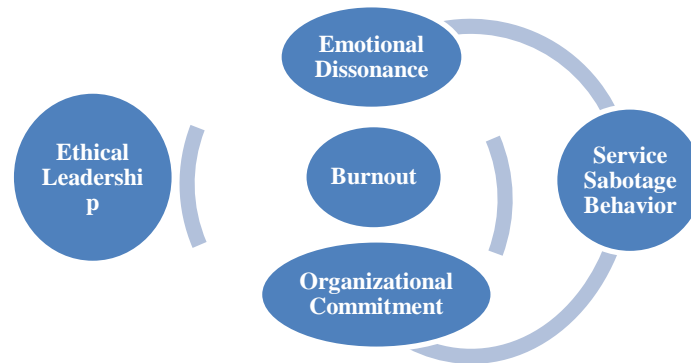 Emotional
Dissonance
Ethical
Leadershi
p
Burnout
Service
Sabotage
Behavior
Organizational
Commitment